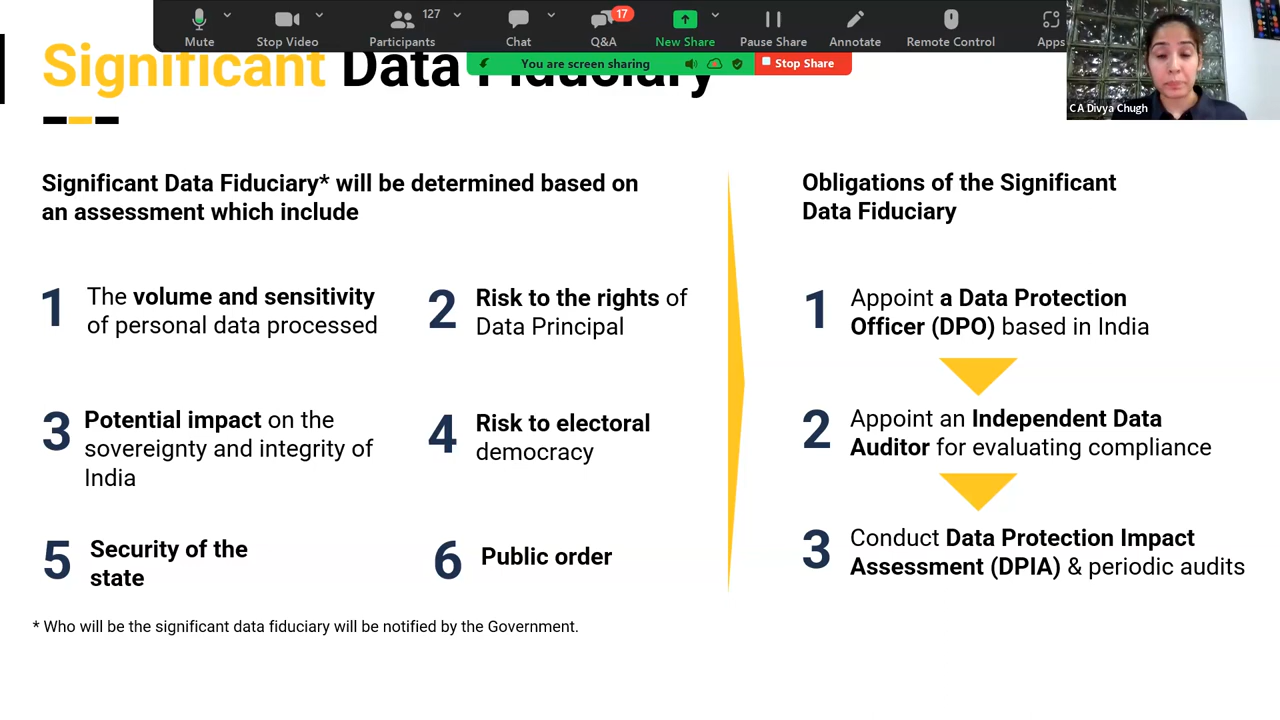 Mute
Stop Video
127
Participants
Chat
17
Q&A
New Share
Pause Share
Annotate
Remote Control
Apps
You are screen sharing
Stop Share
CA Divya Chugh
Significant Data Fiduciary
Significant Data Fiduciary* will be determined based on
an assessment which include
1 The volume and sensitivity
of personal data processed
2 Risk to the rights of
Data Principal
3 Potential impact on the
sovereignty and integrity of
India
4 Risk to electoral
democracy
5 Security of the
state
6 Public order
* Who will be the significant data fiduciary will be notified by the Government.
Obligations of the Significant
Data Fiduciary
1 Appoint a Data Protection
Officer (DPO) based in India
2 Appoint an Independent Data
Auditor for evaluating compliance
3 Conduct Data Protection Impact
Assessment (DPIA) & periodic audits